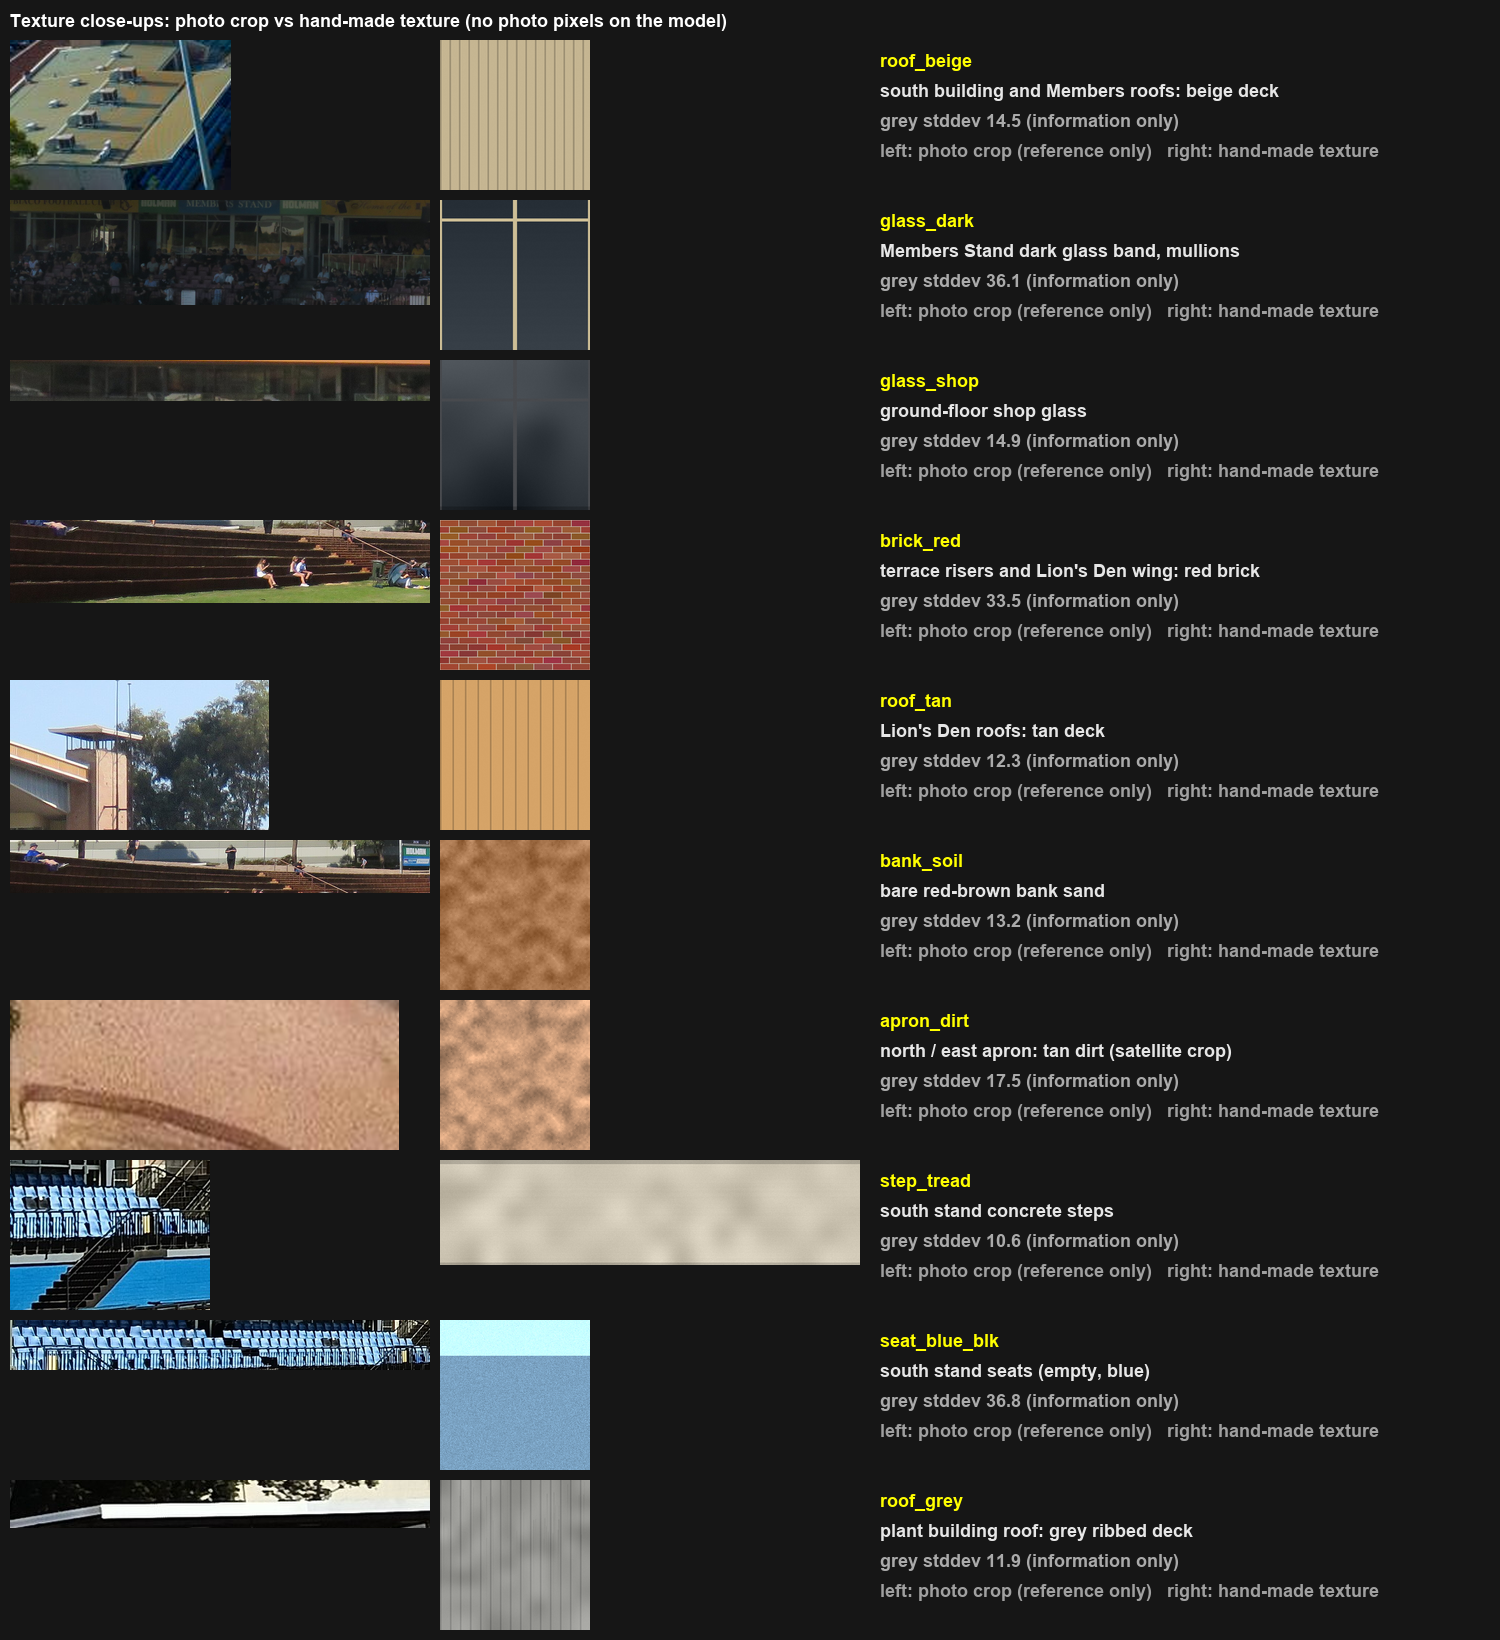 Texture close-ups: photo crop vs hand-made texture (no photo pixels on the model)
roof_beige
south building and Members roofs: beige deck
grey stddev 14.5 (information only)
left: photo crop (reference only) right: hand-made texture
HOLMAN MEMBERS STAND HOLMAN
glass_dark
Members Stand dark glass band, mullions
grey stddev 36.1 (information only)
left: photo crop (reference only) right: hand-made texture
glass_shop
ground-floor shop glass
grey stddev 14.9 (information only)
left: photo crop (reference only) right: hand-made texture
brick_red
terrace risers and Lion's Den wing: red brick
grey stddev 33.5 (information only)
left: photo crop (reference only) right: hand-made texture
roof_tan
Lion's Den roofs: tan deck
grey stddev 12.3 (information only)
left: photo crop (reference only) right: hand-made texture
HOLMAN
bank_soil
bare red-brown bank sand
grey stddev 13.2 (information only)
left: photo crop (reference only) right: hand-made texture
apron_dirt
north / east apron: tan dirt (satellite crop)
grey stddev 17.5 (information only)
left: photo crop (reference only) right: hand-made texture
step_tread
south stand concrete steps
grey stddev 10.6 (information only)
left: photo crop (reference only) right: hand-made texture
seat_blue_blk
south stand seats (empty, blue)
grey stddev 36.8 (information only)
left: photo crop (reference only) right: hand-made texture
roof_grey
plant building roof: grey ribbed deck
grey stddev 11.9 (information only)
left: photo crop (reference only) right: hand-made texture